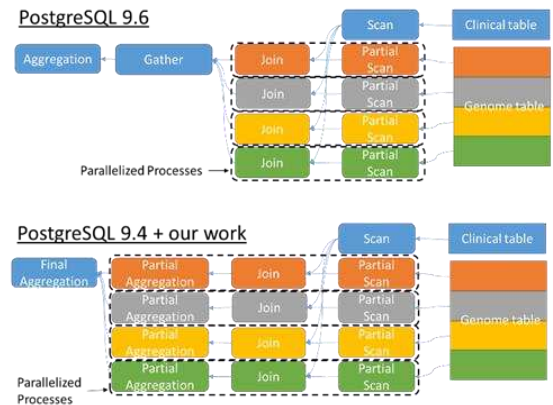 PostgreSQL 9.6
Scan
Clinical table
Aggregation
Gather
Join
Partial
Scan
Join
Partial
Scan
Join
Partial
Scan
Join
Partial
Scan
Genome table
Parallelized Processes
PostgreSQL 9.4 + our work
Scan
Clinical table
Final
Aggregation
Partial
Aggregation
Join
Partial
Scan
Partial
Aggregation
Join
Partial
Scan
Partial
Aggregation
Join
Partial
Scan
Partial
Aggregation
Join
Partial
Scan
Genome table
Parallelized
Processes